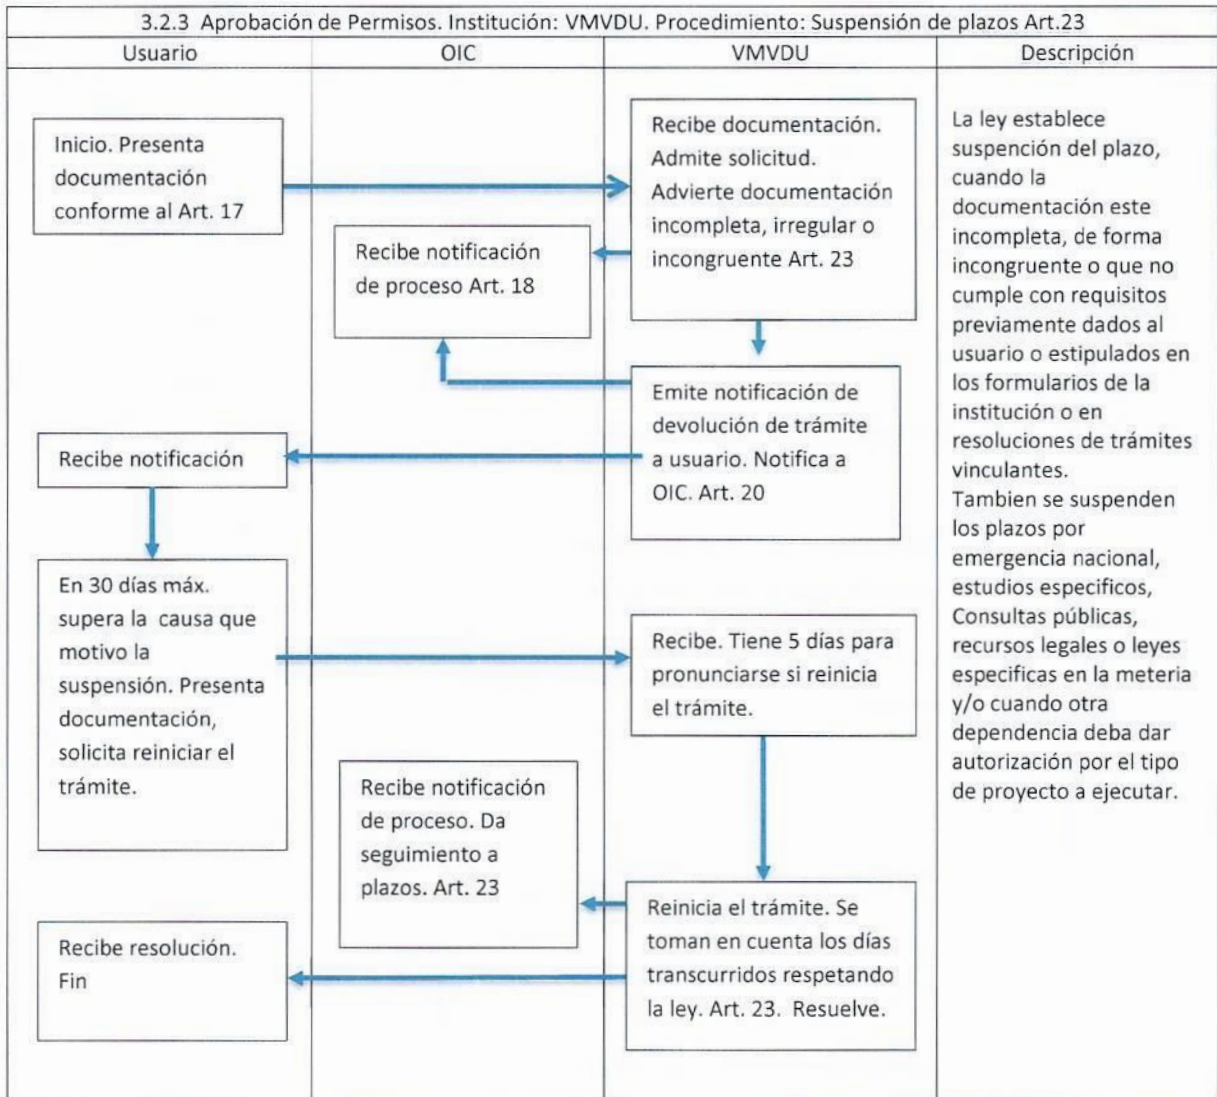 3.2.3 Aprobación de Permisos. Institución: VMVDU. Procedimiento: Suspensión de plazos Art.23
Usuario
OIC
VMVDU
Descripción
Inicio. Presenta
documentación
conforme al Art. 17
Recibe documentación.
Admite solicitud.
Advierte documentación
incompleta, irregular o
incongruente Art. 23
Recibe notificación
de proceso Art. 18
Emite notificación de
devolución de trámite
a usuario. Notifica a
OIC. Art. 20
Recibe notificación
En 30 días máx.
supera la causa que
motivo la
suspensión. Presenta
documentación,
solicita reiniciar el
trámite.
Recibe. Tiene 5 días para
pronunciarse si reinicia
el trámite.
Recibe notificación
de proceso. Da
seguimiento a
plazos. Art. 23
Reinicia el trámite. Se
toman en cuenta los días
transcurridos respetando
la ley. Art. 23. Resuelve.
Recibe resolución.
Fin
La ley establece
suspención del plazo,
cuando la
documentación este
incompleta, de forma
incongruente o que no
cumple con requisitos
previamente dados al
usuario o estipulados en
los formularios de la
institución o en
resoluciones de trámites
vinculantes.
Tambien se suspenden
los plazos por
emergencia nacional,
estudios especificos,
Consultas públicas,
recursos legales o leyes
especificas en la meteria
y/o cuando otra
dependencia deba dar
autorización por el tipo
de proyecto a ejecutar.